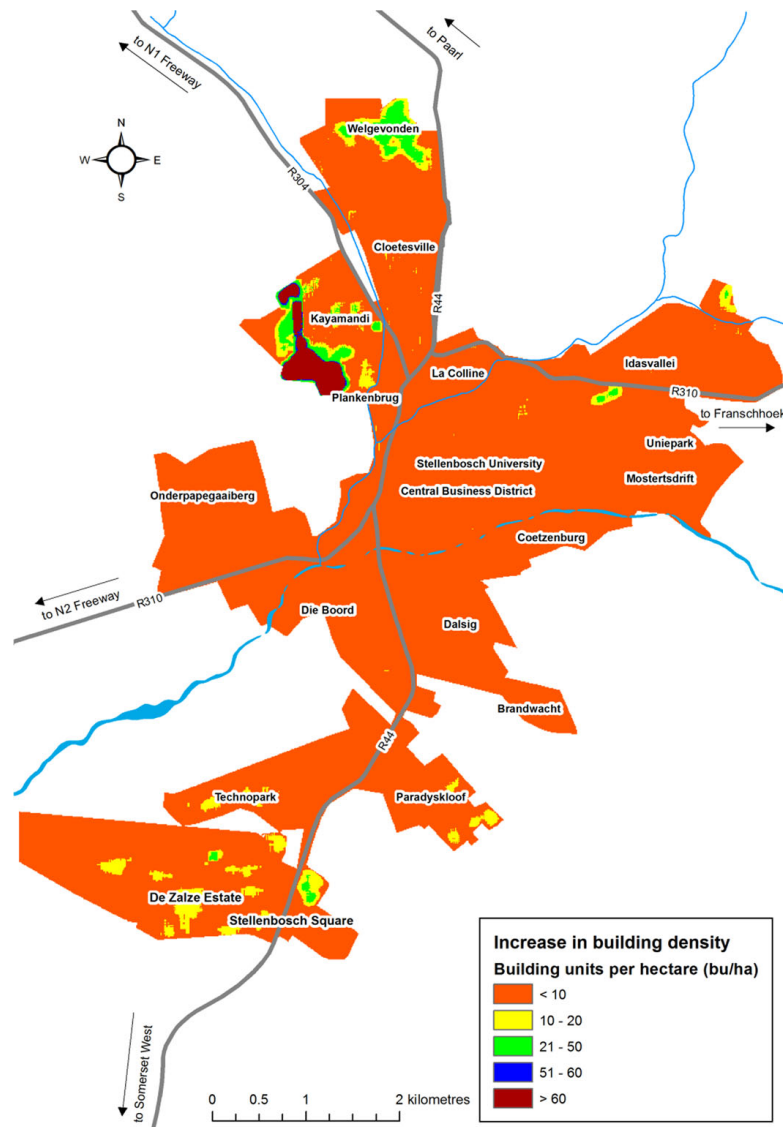 to N1 Freeway
to Paarl
N
W E
S
Welgevonden
R304
Cloetesville
R44
Kayamandi
Idasvallei
La Colline
Plankenbrug
R310
to Franschhoek
Uniepark
Stellenbosch University
Mostertsdrift
Onderpapegaaiberg
Central Business District
Coetzenburg
to N2 Freeway
R310
Die Boord
Dalsig
Brandwacht
R44
Technopark
Paradyskloof
De Zalze Estate
Stellenbosch Square
to Somerset West
Increase in building density
Building units per hectare (bu/ha)
< 10
10 - 20
21 - 50
51 - 60
> 60
0 0.5 1 2 kilometres